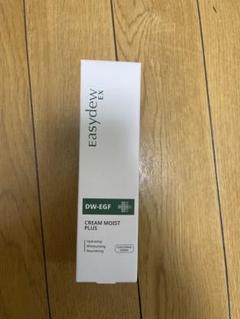 Easydew EX
DW-EGF
CREAM MOIST
PLUS
Hydrating
Moisturizing
Nourishing